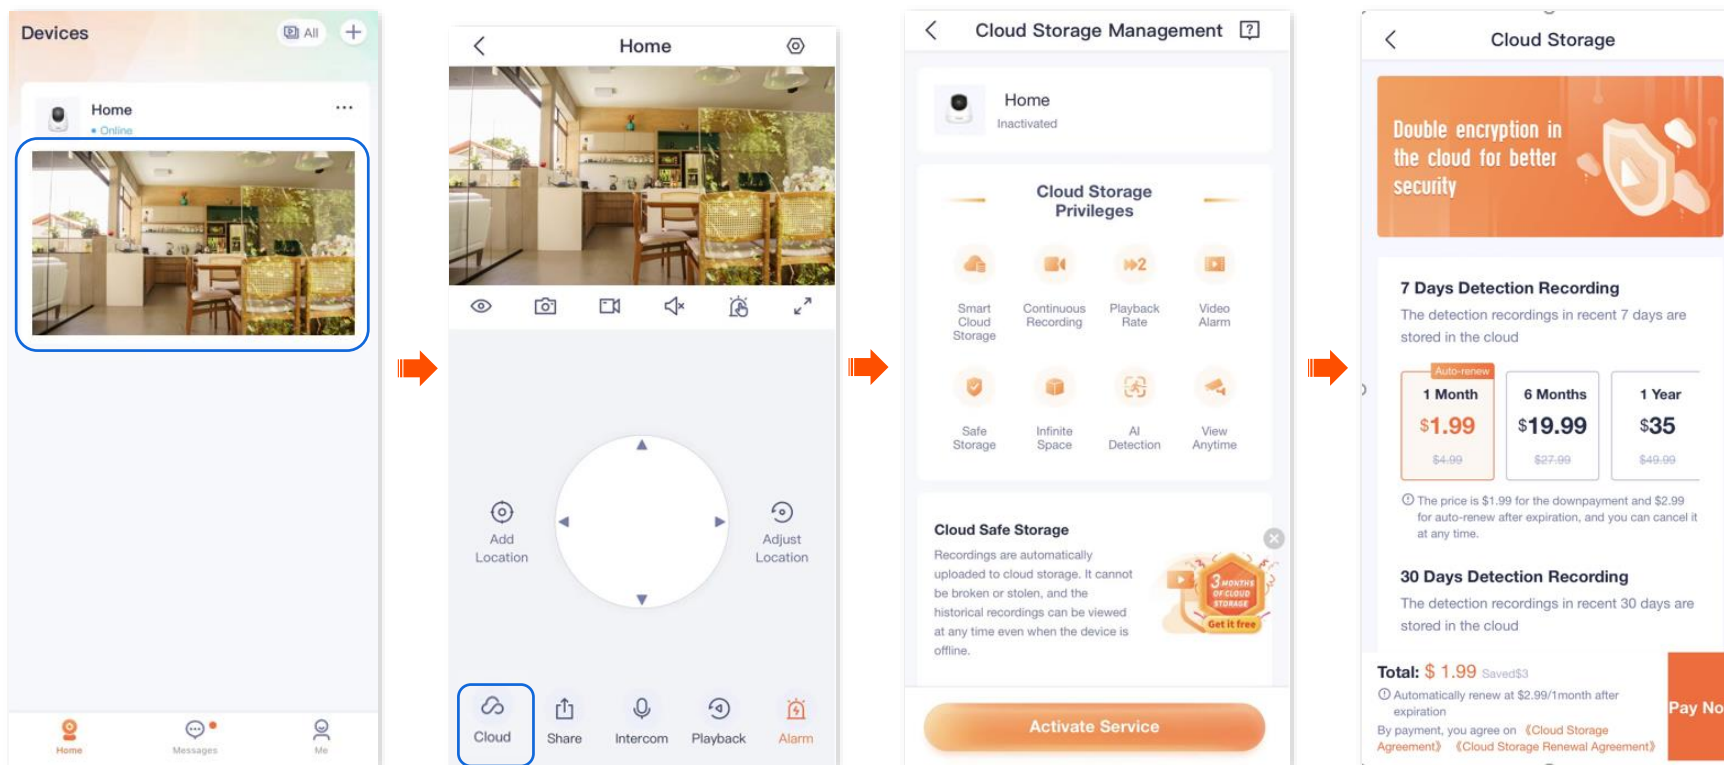 Devices
All
Home
• Online
Home
Messages
Me
Home
Add
Location
Adjust
Location
Cloud
Share
Intercom
Playback
Alarm
Cloud Storage Management
Home
Inactivated
Cloud Storage
Privileges
2
Smart
Cloud
Storage
Continuous
Recording
Playback
Rate
Video
Alarm
Safe
Storage
Infinite
Space
AI
Detection
View
Anytime
Cloud Safe Storage
Recordings are automatically
uploaded to cloud storage. It cannot
be broken or stolen, and the
historical recordings can be viewed
at any time even when the device is
offline.
3 MONTHS
OF CLOUD
STORAGE
Get it free
Activate Service
Cloud Storage
Double encryption in
the cloud for better
security
7 Days Detection Recording
The detection recordings in recent 7 days are
stored in the cloud
Auto-renew
1 Month
$1.99
$4.99
6 Months
$19.99
$27.99
1 Year
$35
$49.99
The price is $1.99 for the downpayment and $2.99
for auto-renew after expiration, and you can cancel it
at any time.
30 Days Detection Recording
The detection recordings in recent 30 days are
stored in the cloud
Total: $ 1.99 Saved$3
Automatically renew at $2.99/1month after
expiration
By payment, you agree on 《Cloud Storage
Agreement》 《Cloud Storage Renewal Agreement》
Pay No